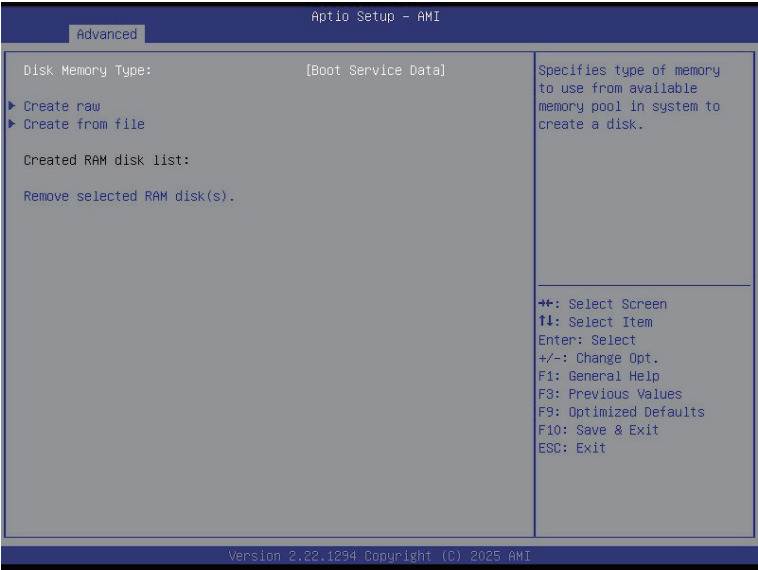 Aptio Setup – AMI
Advanced
Disk Memory Type: [Boot Service Data]
Create raw
Create from file
Created RAM disk list:
Remove selected RAM disk(s).
Specifies type of memory
to use from available
memory pool in system to
create a disk.
→←: Select Screen
↑↓: Select Item
Enter: Select
+/-: Change Opt.
F1: General Help
F3: Previous Values
F9: Optimized Defaults
F10: Save & Exit
ESC: Exit
Version 2.22.1294 Copyright (C) 2025 AMI